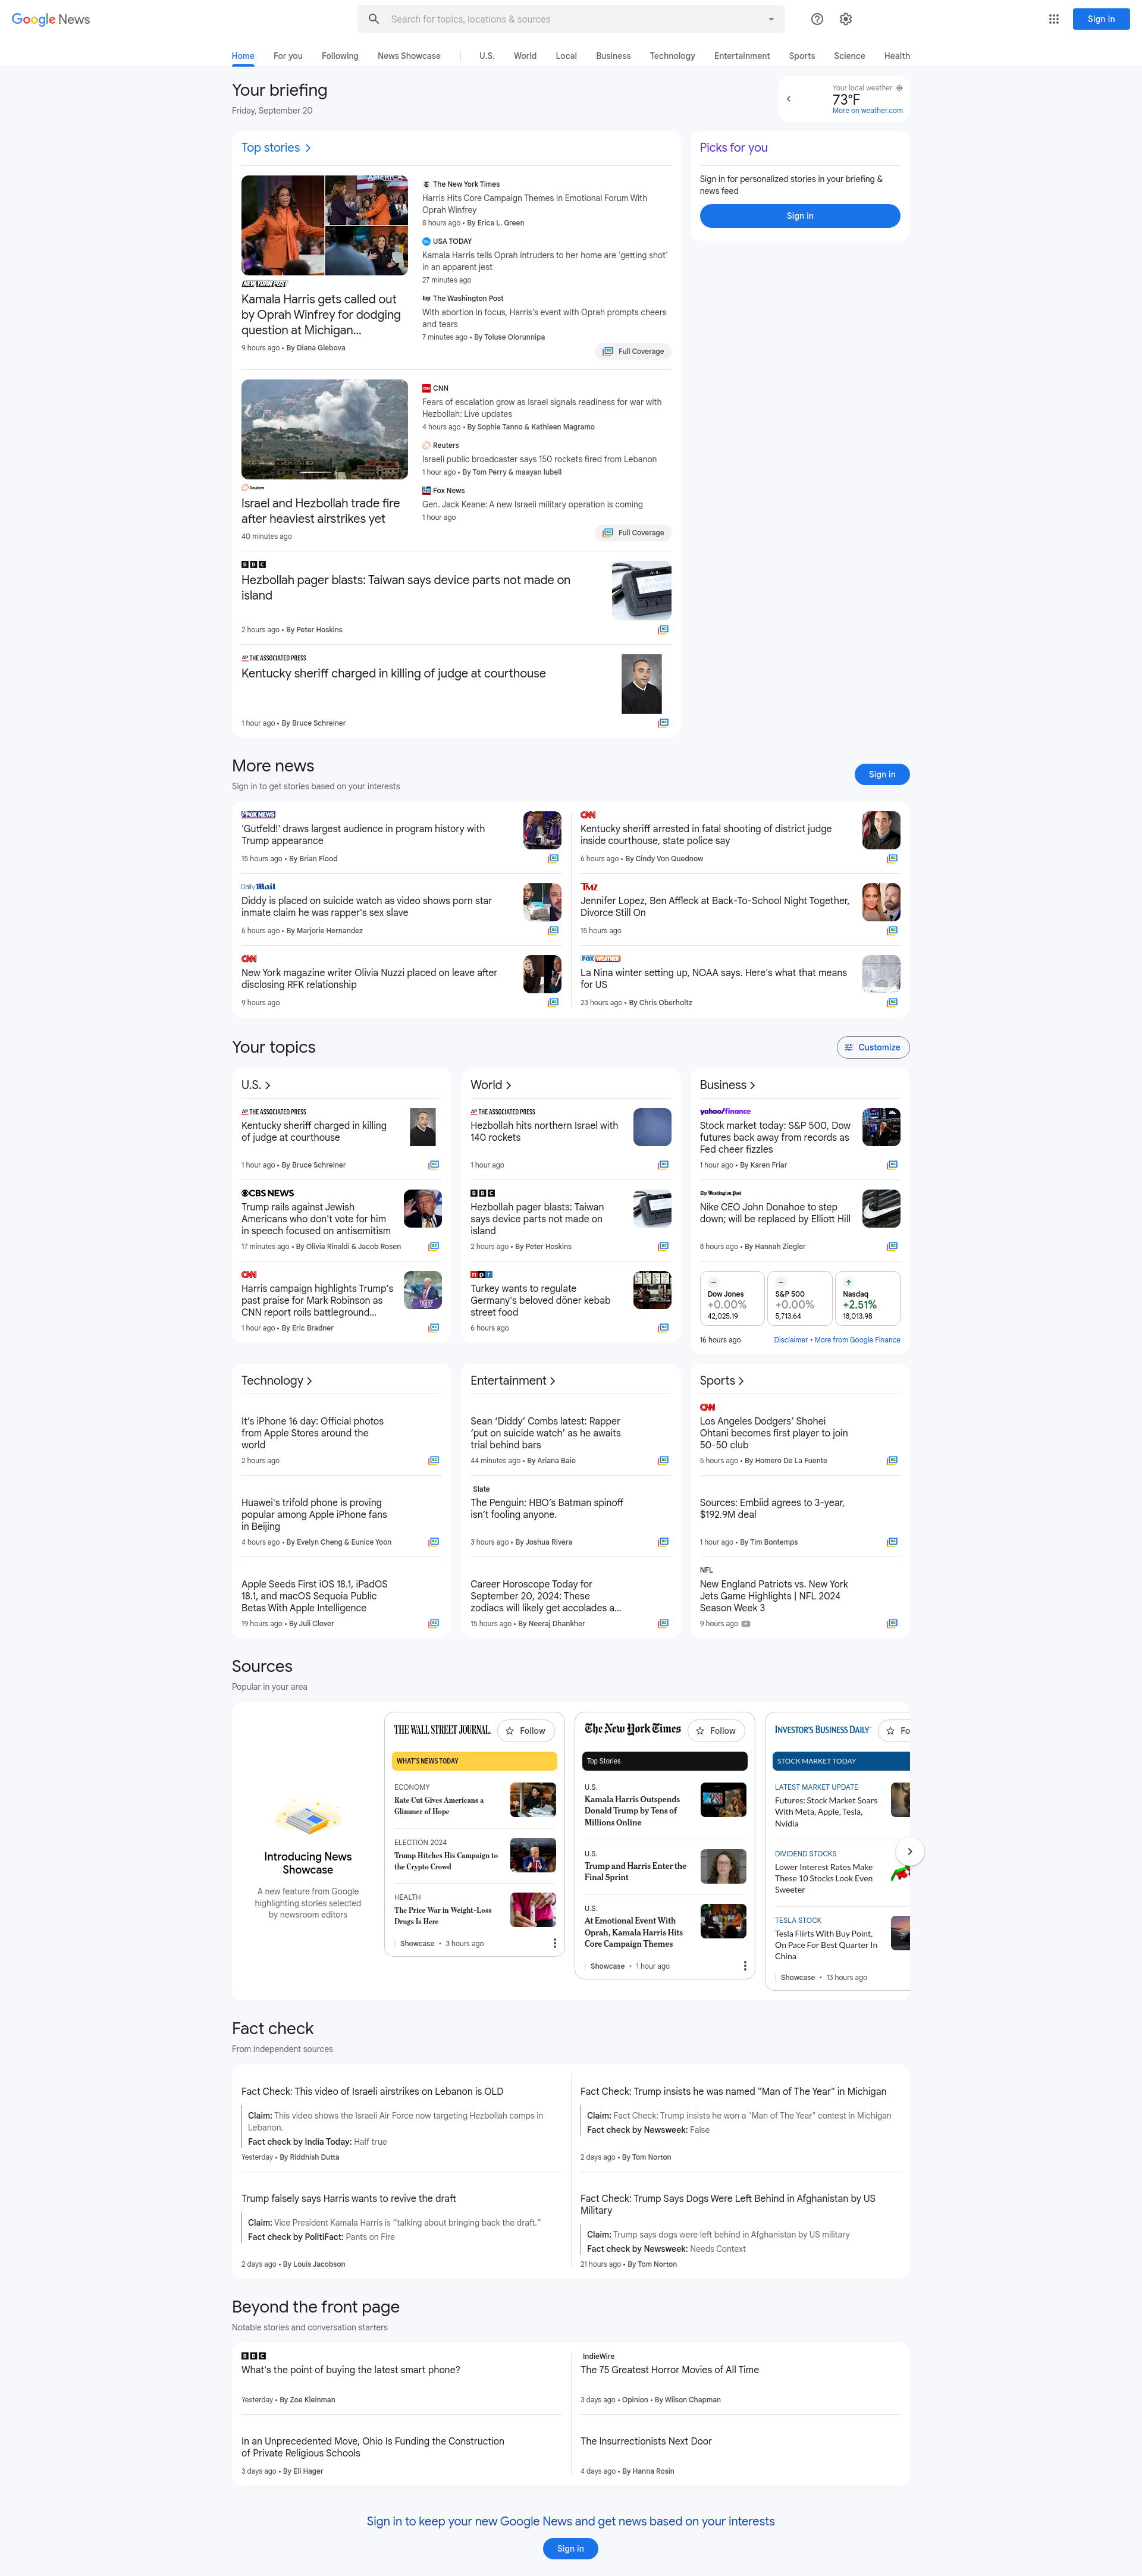 Google News
Search for topics, locations & sources
Sign in
Home
For you
Following
News Showcase
U.S.
World
Local
Business
Technology
Entertainment
Sports
Science
Health
Your briefing
Friday, September 20
Your local weather
73°F
More on weather.com
Top stories
AMERICA
NEW YORK POST
Kamala Harris gets called out
by Oprah Winfrey for dodging
question at Michigan...
9 hours ago • By Diana Glebova
The New York Times
Harris Hits Core Campaign Themes in Emotional Forum With
Oprah Winfrey
8 hours ago • By Erica L. Green
USA TODAY
Kamala Harris tells Oprah intruders to her home are 'getting shot'
in an apparent jest
27 minutes ago
The Washington Post
With abortion in focus, Harris's event with Oprah prompts cheers
and tears
7 minutes ago • By Toluse Olorunnipa
Full Coverage
Picks for you
Sign in for personalized stories in your briefing &
news feed
Sign in
Reuters
Israel and Hezbollah trade fire
after heaviest airstrikes yet
40 minutes ago
CNN
Fears of escalation grow as Israel signals readiness for war with
Hezbollah: Live updates
4 hours ago • By Sophie Tanno & Kathleen Magramo
Reuters
Israeli public broadcaster says 150 rockets fired from Lebanon
1 hour ago • By Tom Perry & maayan lubell
Fox News
Gen. Jack Keane: A new Israeli military operation is coming
1 hour ago
Full Coverage
BBC
Hezbollah pager blasts: Taiwan says device parts not made on
island
2 hours ago • By Peter Hoskins
AP THE ASSOCIATED PRESS
Kentucky sheriff charged in killing of judge at courthouse
1 hour ago • By Bruce Schreiner
More news
Sign in to get stories based on your interests
Sign in
FOX NEWS
'Gutfeld!' draws largest audience in program history with
Trump appearance
15 hours ago • By Brian Flood
CNN
Kentucky sheriff arrested in fatal shooting of district judge
inside courthouse, state police say
6 hours ago • By Cindy Von Quednow
Daily Mail
Diddy is placed on suicide watch as video shows porn star
inmate claim he was rapper's sex slave
6 hours ago • By Marjorie Hernandez
TMZ
Jennifer Lopez, Ben Affleck at Back-To-School Night Together,
Divorce Still On
15 hours ago
CNN
New York magazine writer Olivia Nuzzi placed on leave after
disclosing RFK relationship
9 hours ago
FOX WEATHER
La Nina winter setting up, NOAA says. Here's what that means
for US
23 hours ago • By Chris Oberholtz
Your topics
Customize
U.S.
AP THE ASSOCIATED PRESS
Kentucky sheriff charged in killing
of judge at courthouse
1 hour ago • By Bruce Schreiner
CBS NEWS
Trump rails against Jewish
Americans who don't vote for him
in speech focused on antisemitism
17 minutes ago • By Olivia Rinaldi & Jacob Rosen
CNN
Harris campaign highlights Trump's
past praise for Mark Robinson as
CNN report roils battleground...
1 hour ago • By Eric Bradner
World
AP THE ASSOCIATED PRESS
Hezbollah hits northern Israel with
140 rockets
1 hour ago
BBC
Hezbollah pager blasts: Taiwan
says device parts not made on
island
2 hours ago • By Peter Hoskins
npr
Turkey wants to regulate
Germany's beloved döner kebab
street food
6 hours ago
Business
yahoo/finance
Stock market today: S&P 500, Dow
futures back away from records as
Fed cheer fizzles
1 hour ago • By Karen Friar
The Washington Post
Nike CEO John Donahoe to step
down; will be replaced by Elliott Hill
8 hours ago • By Hannah Ziegler
Dow Jones
+0.00%
42,025.19
S&P 500
+0.00%
5,713.64
Nasdaq
+2.51%
18,013.98
16 hours ago
Disclaimer • More from Google Finance
Technology
It's iPhone 16 day: Official photos
from Apple Stores around the
world
2 hours ago
Huawei's trifold phone is proving
popular among Apple iPhone fans
in Beijing
4 hours ago • By Evelyn Cheng & Eunice Yoon
Apple Seeds First iOS 18.1, iPadOS
18.1, and macOS Sequoia Public
Betas With Apple Intelligence
19 hours ago • By Juli Clover
Entertainment
Sean 'Diddy' Combs latest: Rapper
'put on suicide watch' as he awaits
trial behind bars
44 minutes ago • By Ariana Baio
Slate
The Penguin: HBO's Batman spinoff
isn't fooling anyone.
3 hours ago • By Joshua Rivera
Career Horoscope Today for
September 20, 2024: These
zodiacs will likely get accolades a...
15 hours ago • By Neeraj Dhankher
Sports
CNN
Los Angeles Dodgers' Shohei
Ohtani becomes first player to join
50-50 club
5 hours ago • By Homero De La Fuente
Sources: Embiid agrees to 3-year,
$192.9M deal
1 hour ago • By Tim Bontemps
NFL
New England Patriots vs. New York
Jets Game Highlights | NFL 2024
Season Week 3
9 hours ago
Sources
Popular in your area
Introducing News
Showcase
A new feature from Google
highlighting stories selected
by newsroom editors
THE WALL STREET JOURNAL.
Follow
WHAT'S NEWS TODAY
ECONOMY
Rate Cut Gives Americans a
Glimmer of Hope
ELECTION 2024
Trump Hitches His Campaign to
the Crypto Crowd
HEALTH
The Price War in Weight-Loss
Drugs Is Here
Showcase • 3 hours ago
The New York Times
Follow
Top Stories
U.S.
Kamala Harris Outspends
Donald Trump by Tens of
Millions Online
U.S.
Trump and Harris Enter the
Final Sprint
U.S.
At Emotional Event With
Oprah, Kamala Harris Hits
Core Campaign Themes
Showcase • 1 hour ago
INVESTOR'S BUSINESS DAILY
Fo
STOCK MARKET TODAY
LATEST MARKET UPDATE
Futures: Stock Market Soars
With Meta, Apple, Tesla,
Nvidia
DIVIDEND STOCKS
Lower Interest Rates Make
These 10 Stocks Look Even
Sweeter
TESLA STOCK
Tesla Flirts With Buy Point,
On Pace For Best Quarter In
China
Showcase • 13 hours ago
Fact check
From independent sources
Fact Check: This video of Israeli airstrikes on Lebanon is OLD
Claim: This video shows the Israeli Air Force now targeting Hezbollah camps in
Lebanon.
Fact check by India Today: Half true
Yesterday • By Riddhish Dutta
Fact Check: Trump insists he was named "Man of The Year" in Michigan
Claim: Fact Check: Trump insists he won a "Man of The Year" contest in Michigan
Fact check by Newsweek: False
2 days ago • By Tom Norton
Trump falsely says Harris wants to revive the draft
Claim: Vice President Kamala Harris is "talking about bringing back the draft."
Fact check by PolitiFact: Pants on Fire
2 days ago • By Louis Jacobson
Fact Check: Trump Says Dogs Were Left Behind in Afghanistan by US
Military
Claim: Trump says dogs were left behind in Afghanistan by US military
Fact check by Newsweek: Needs Context
21 hours ago • By Tom Norton
Beyond the front page
Notable stories and conversation starters
BBC
What's the point of buying the latest smart phone?
Yesterday • By Zoe Kleinman
IndieWire
The 75 Greatest Horror Movies of All Time
3 days ago • Opinion • By Wilson Chapman
In an Unprecedented Move, Ohio Is Funding the Construction
of Private Religious Schools
3 days ago • By Eli Hager
The Insurrectionists Next Door
4 days ago • By Hanna Rosin
Sign in to keep your new Google News and get news based on your interests
Sign in